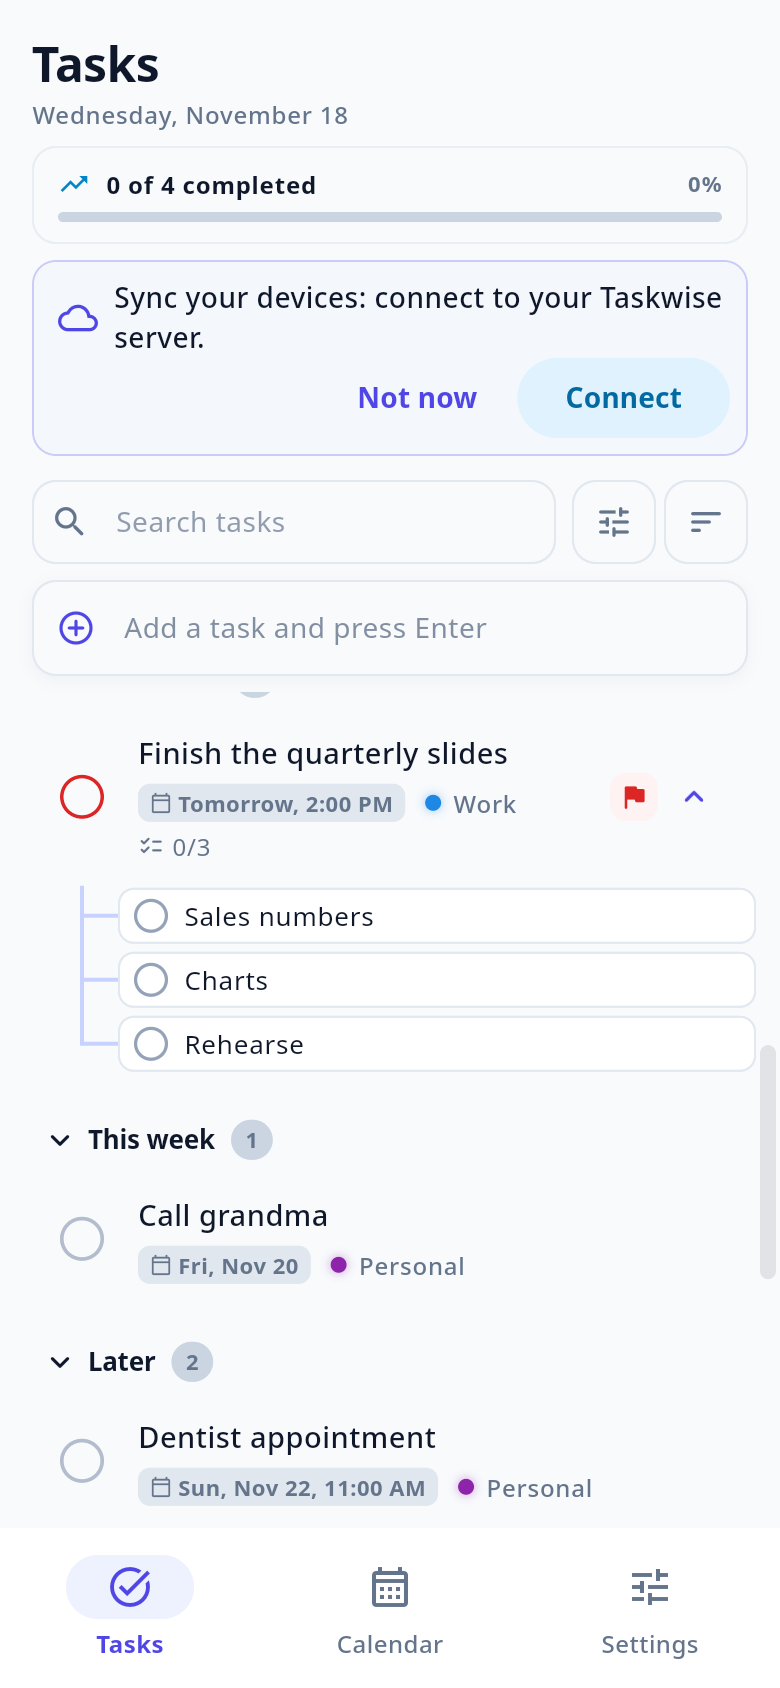 Tasks
Wednesday, November 18
0 of 4 completed 0%
Sync your devices: connect to your Taskwise
server.
Not now Connect
Search tasks
Add a task and press Enter
Finish the quarterly slides
Tomorrow, 2:00 PM Work
0/3
Sales numbers
Charts
Rehearse
This week 1
Call grandma
Fri, Nov 20 Personal
Later 2
Dentist appointment
Sun, Nov 22, 11:00 AM Personal
Tasks Calendar Settings